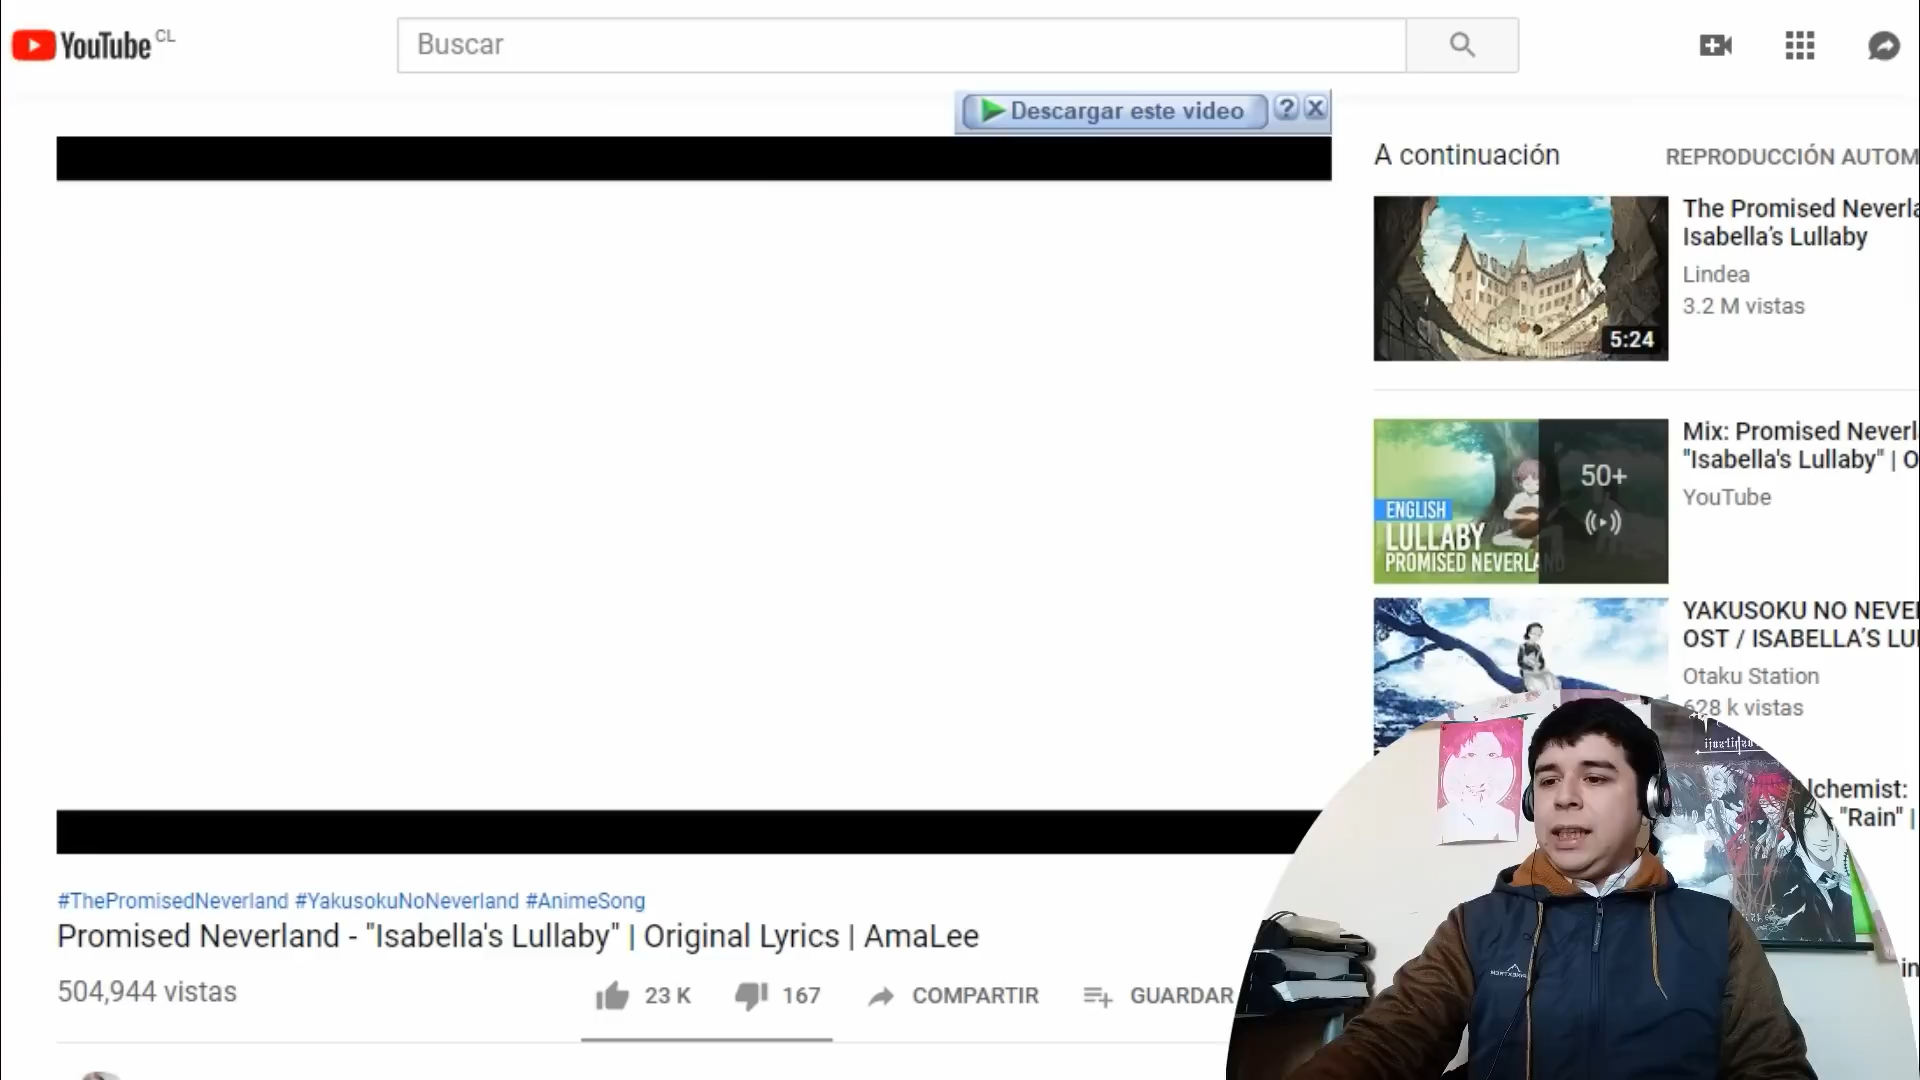 YouTube CL
Buscar
Descargar este video
A continuación
REPRODUCCIÓN AUTOM
The Promised Neverla
Isabella's Lullaby
Lindea
3.2 M vistas
5:24
Mix: Promised Neverl
"Isabella's Lullaby" | O
YouTube
50+
ENGLISH
LULLABY
PROMISED NEVERLAND
YAKUSOKU NO NEVE
OST / ISABELLA'S LU
Otaku Station
628 k vistas
lchemist:
"Rain" |
in
#ThePromisedNeverland #YakusokuNoNeverland #AnimeSong
Promised Neverland - "Isabella's Lullaby" | Original Lyrics | AmaLee
504,944 vistas
23 K
167
COMPARTIR
GUARDAR